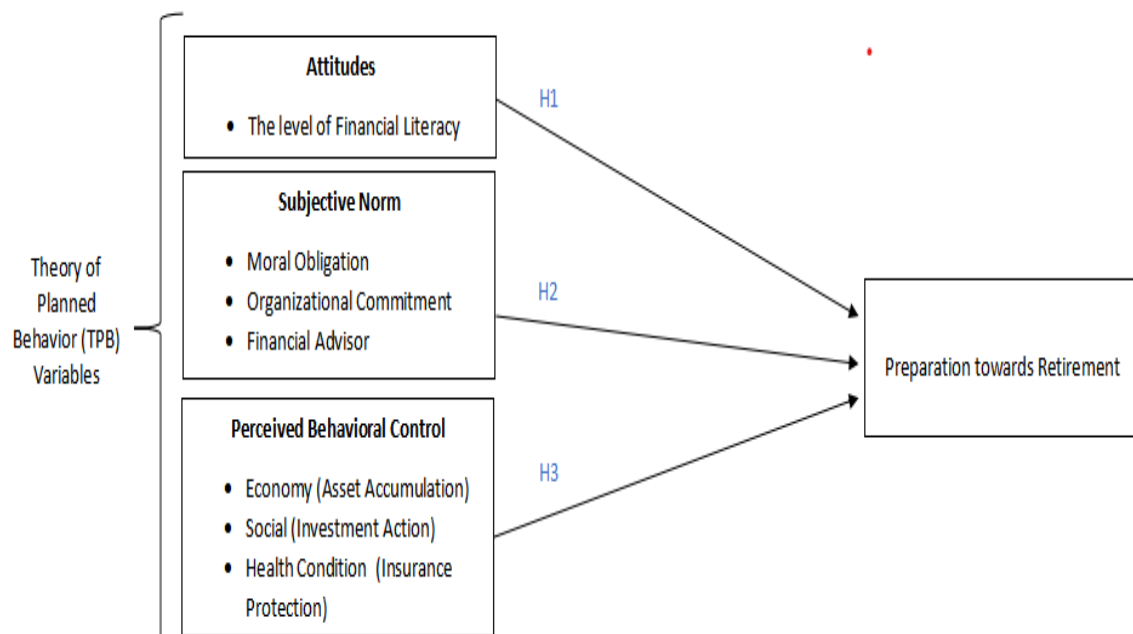 Attitudes
• The level of Financial Literacy
H1
Subjective Norm
• Moral Obligation
• Organizational Commitment
• Financial Advisor
H2
Theory of
Planned
Behavior (TPB)
Variables
Preparation towards Retirement
Perceived Behavioral Control
• Economy (Asset Accumulation)
• Social (Investment Action)
• Health Condition (Insurance
Protection)
H3